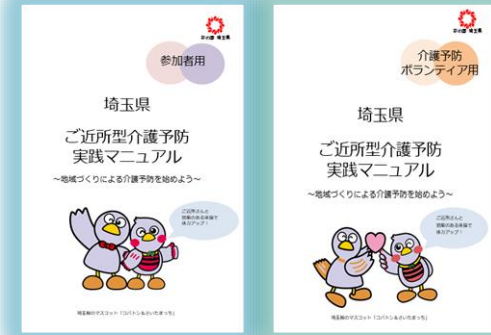 彩の国 埼玉県
参加者用
埼玉県
ご近所型介護予防
実践マニュアル
～地域づくりによる介護予防を始めよう～
ご近所さんと
体力アップ！
埼玉県のマスコット「コバトン&さいたまっち」
彩の国 埼玉県
介護予防
ボランティア用
埼玉県
ご近所型介護予防
実践マニュアル
～地域づくりによる介護予防を始めよう～
ご近所さんと
体力アップ！
埼玉県のマスコット「コバトン&さいたまっち」